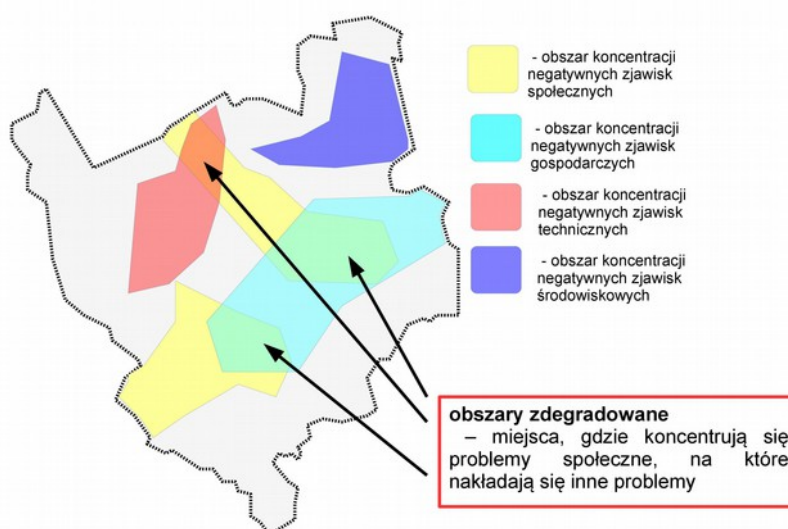 - obszar koncentracji
negatywnych zjawisk
społecznych
- obszar koncentracji
negatywnych zjawisk
gospodarczych
- obszar koncentracji
negatywnych zjawisk
technicznych
- obszar koncentracji
negatywnych zjawisk
środowiskowych
obszary zdegradowane
– miejsca, gdzie koncentrują się
problemy społeczne, na które
nakładają się inne problemy